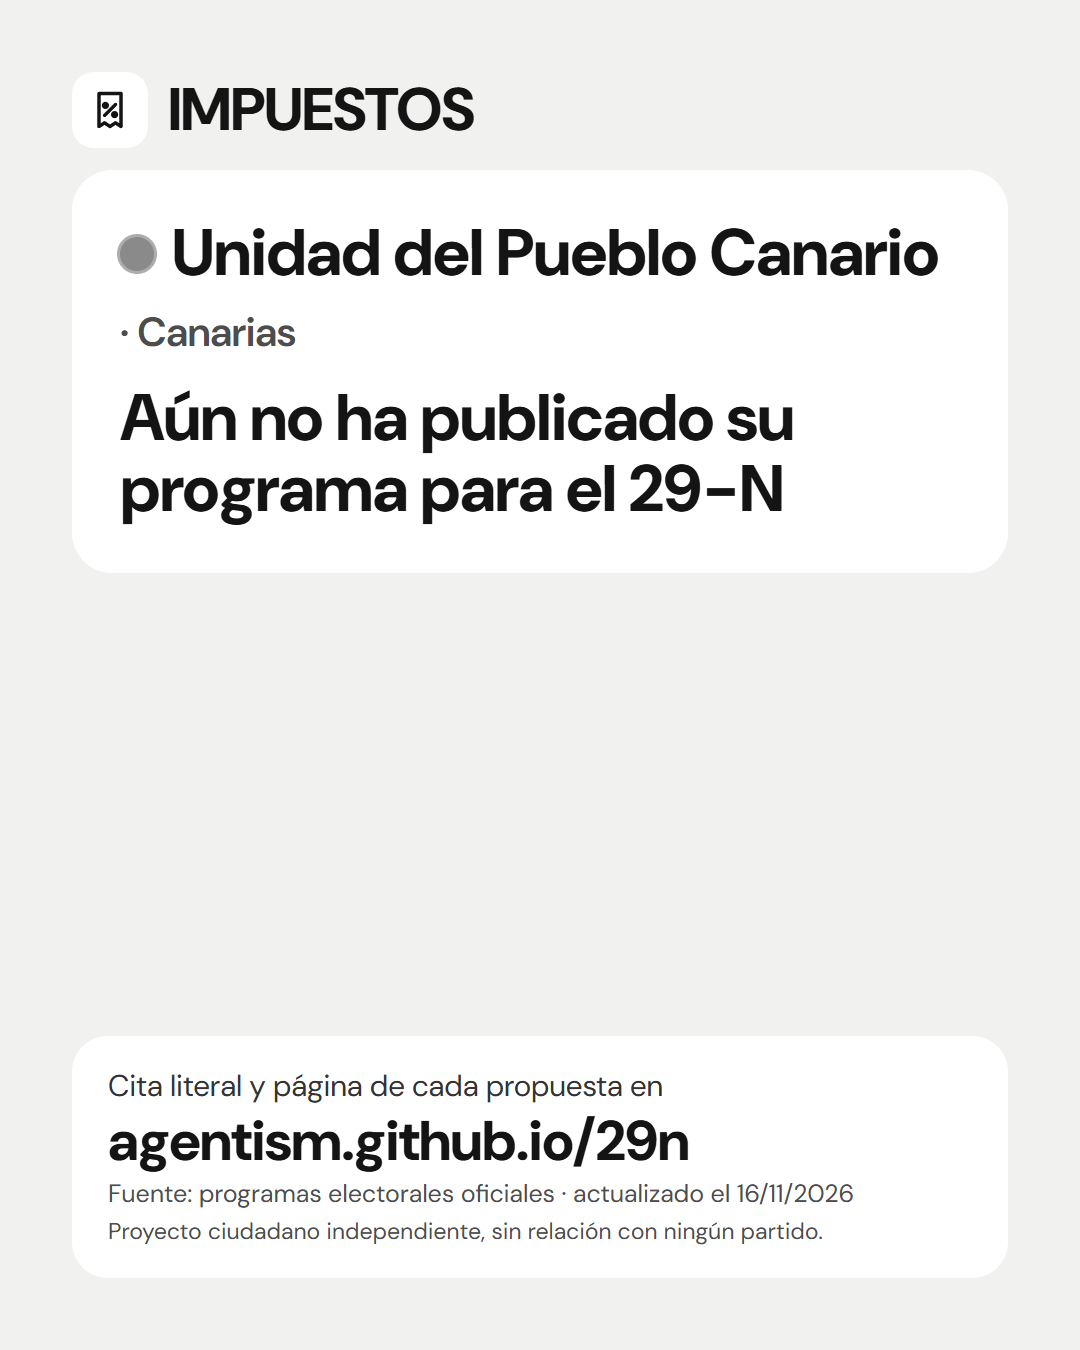 IMPUESTOS
Unidad del Pueblo Canario
· Canarias
Aún no ha publicado su
programa para el 29-N
Cita literal y página de cada propuesta en
agentism.github.io/29n
Fuente: programas electorales oficiales · actualizado el 16/11/2026
Proyecto ciudadano independiente, sin relación con ningún partido.